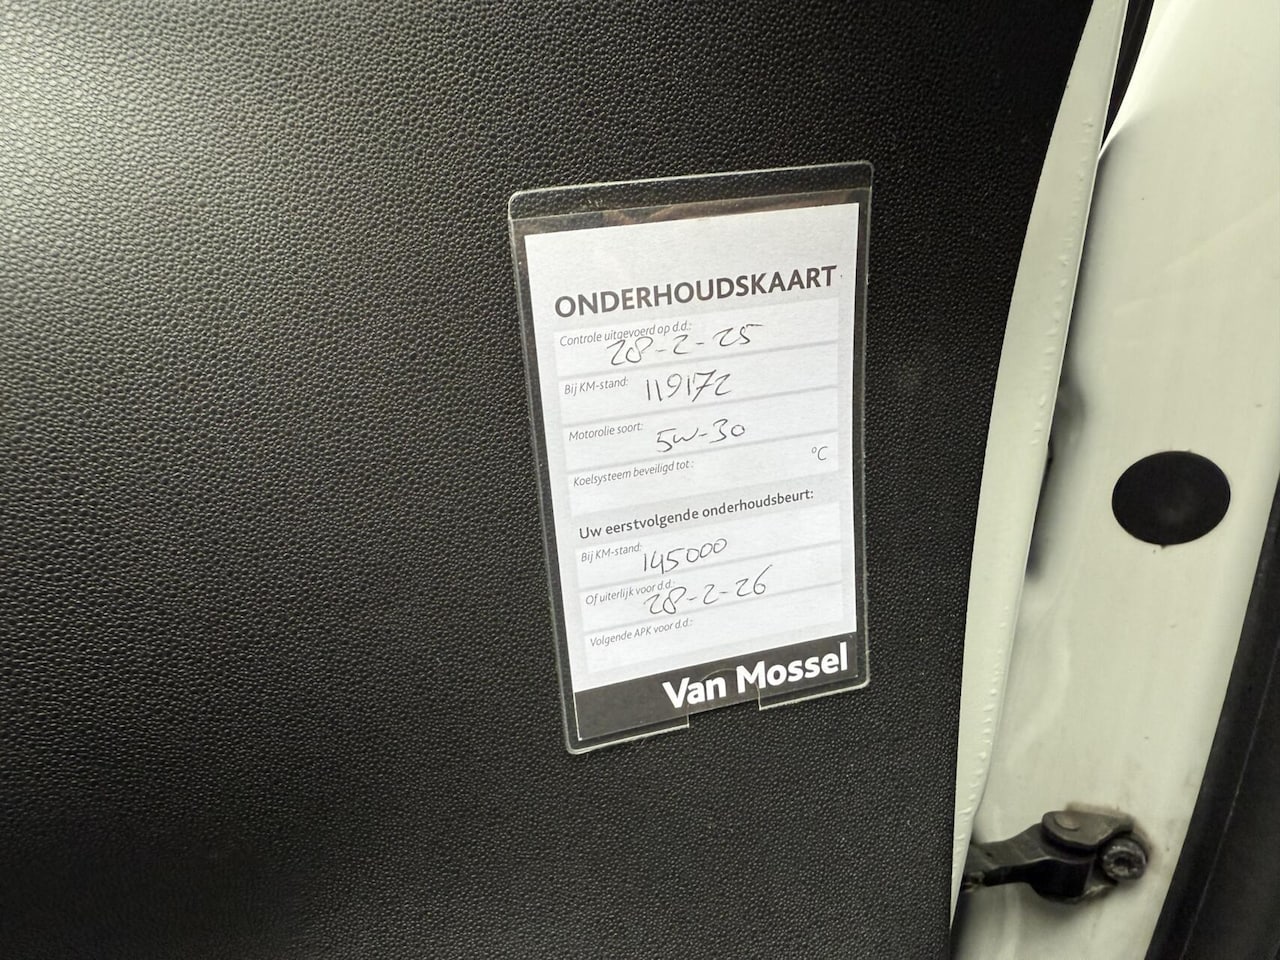 ONDERHOUDSKAART
Controle uitgevoerd op d.d.: 28-2-25
Bij KM-stand: 119172
Motorolie soort: 5w-30
Koelsysteem beveiligd tot: °C
Uw eerstvolgende onderhoudsbeurt:
Bij KM-stand: 145000
Of uiterlijk voor d.d.: 28-2-26
Volgende APK voor d.d.:
Van Mossel